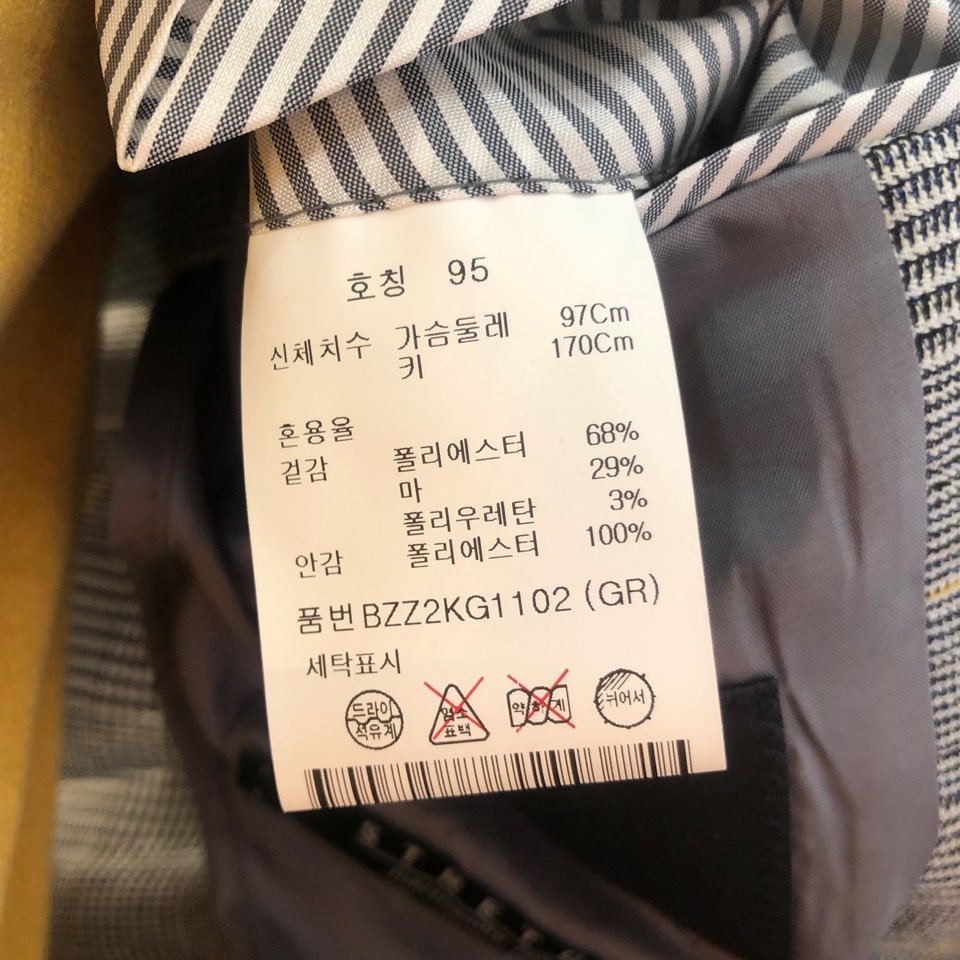 호칭 95
신체치수 가슴둘레 97Cm
키 170Cm
혼용율
겉감 폴리에스터 68%
마 29%
폴리우레탄 3%
안감 폴리에스터 100%
품번 BZZ2KG1102 (GR)
세탁표시
드라이
석유계
염소
표백
약하게
뉘어서